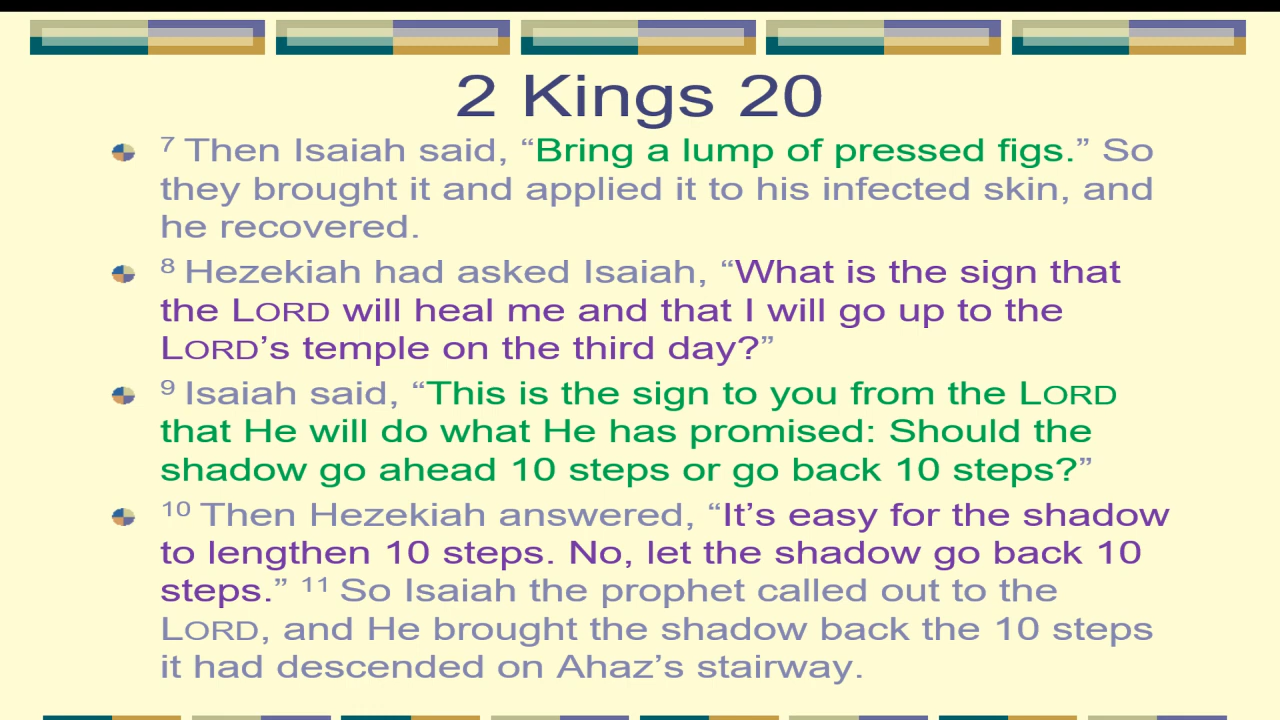 2 Kings 20
⁷ Then Isaiah said, “Bring a lump of pressed figs.” So
they brought it and applied it to his infected skin, and
he recovered.
⁸ Hezekiah had asked Isaiah, “What is the sign that
the LORD will heal me and that I will go up to the
LORD’s temple on the third day?”
⁹ Isaiah said, “This is the sign to you from the LORD
that He will do what He has promised: Should the
shadow go ahead 10 steps or go back 10 steps?”
¹⁰ Then Hezekiah answered, “It’s easy for the shadow
to lengthen 10 steps. No, let the shadow go back 10
steps.” ¹¹ So Isaiah the prophet called out to the
LORD, and He brought the shadow back the 10 steps
it had descended on Ahaz’s stairway.